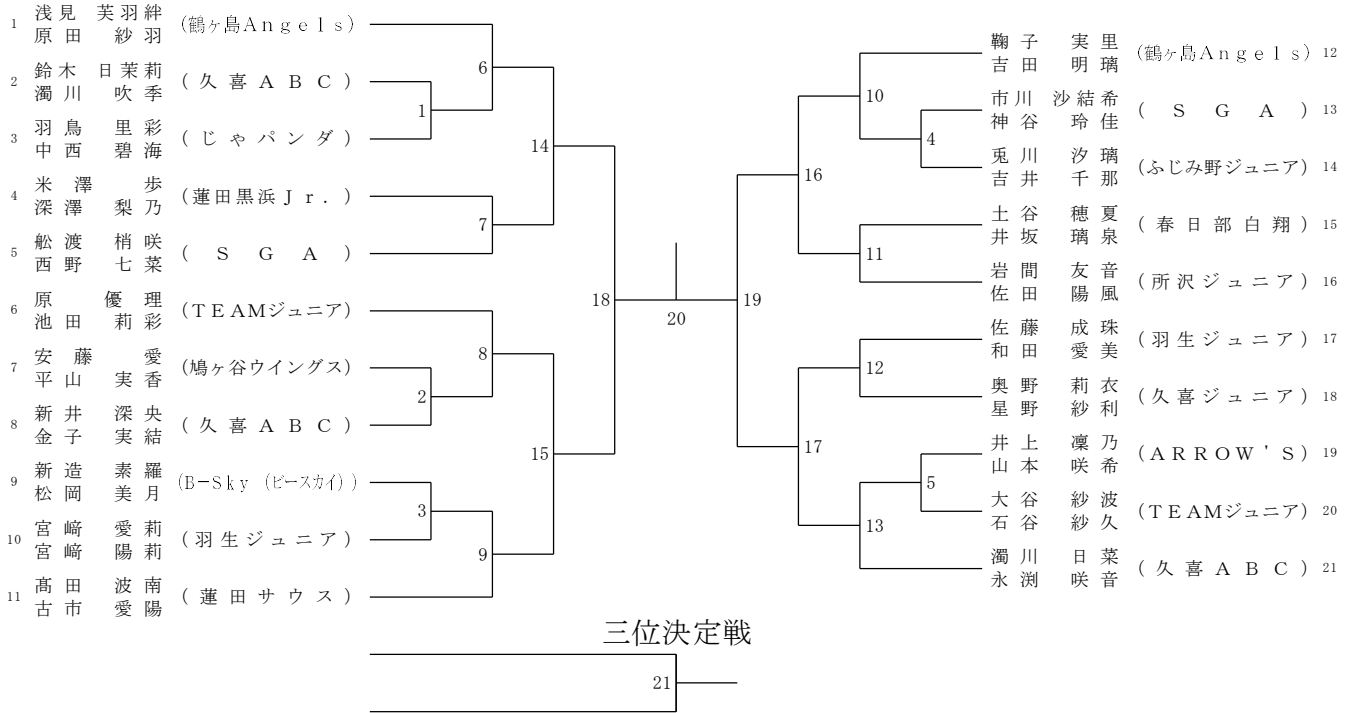 1 浅見 芙羽絆 (鶴ヶ島Angels)
原田 紗羽
2 鈴木 日茉莉 (久喜ABC)
濁川 吹季
3 羽鳥 里彩 (じゃパンダ)
中西 碧海
4 米澤 歩 (蓮田黒浜Jr.)
深澤 梨乃
5 舩渡 梢咲 (SGA)
西野 七菜
6 原 優理 (TEAMジュニア)
池田 莉彩
7 安藤 愛 (鳩ヶ谷ウイングス)
平山 実香
8 新井 深央 (久喜ABC)
金子 実結
9 新造 素羅 (B-Sky (ビースカイ))
松岡 美月
10 宮﨑 愛莉 (羽生ジュニア)
宮﨑 陽莉
11 髙田 波南 (蓮田サウス)
古市 愛陽
1
2
3
6
7
8
9
14
15
18
20
19
16
17
10
11
12
13
4
5
鞠子 実里 (鶴ヶ島Angels) 12
吉田 明璃
市川 沙結希 (SGA) 13
神谷 玲佳
兎川 汐璃 (ふじみ野ジュニア) 14
吉井 千那
土谷 穂夏 (春日部白翔) 15
井坂 璃泉
岩間 友音 (所沢ジュニア) 16
佐田 陽風
佐藤 成珠 (羽生ジュニア) 17
和田 愛美
奥野 莉衣 (久喜ジュニア) 18
星野 紗利
井上 凜乃 (ARROW'S) 19
山本 咲希
大谷 紗波 (TEAMジュニア) 20
石谷 紗久
濁川 日菜 (久喜ABC) 21
永渕 咲音
三位決定戦
21